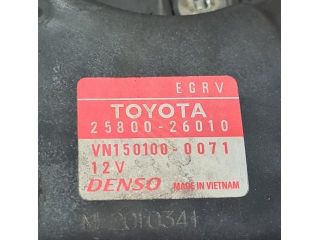 EGRV
TOYOTA
25800-26010
VN150100-0071
12V
DENSO MADE IN VIETNAM